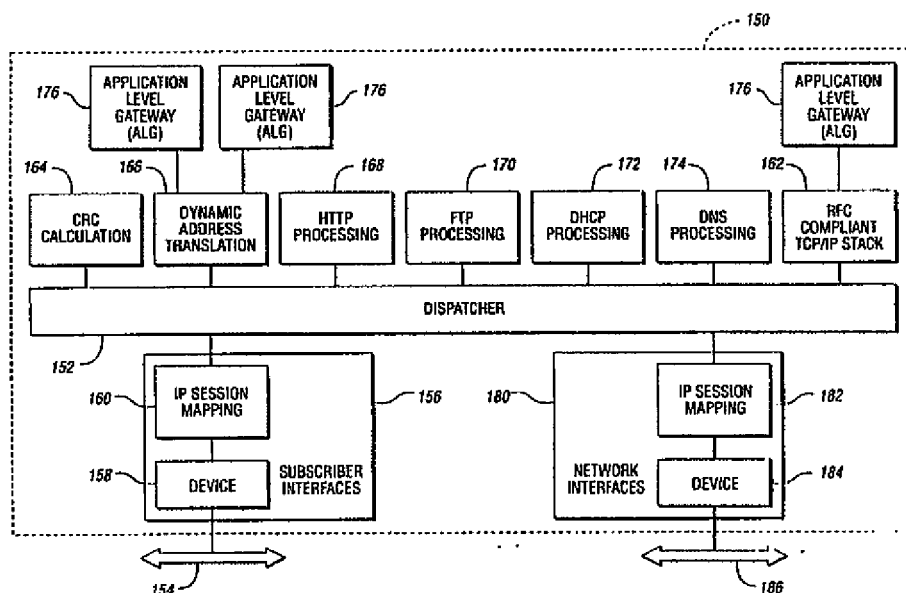 150
176
APPLICATION
LEVEL
GATEWAY
(ALG)
APPLICATION
LEVEL
GATEWAY
(ALG)
176
176
APPLICATION
LEVEL
GATEWAY
(ALG)
164
166
168
170
172
174
162
CRC
CALCULATION
DYNAMIC
ADDRESS
TRANSLATION
HTTP
PROCESSING
FTP
PROCESSING
DHCP
PROCESSING
DNS
PROCESSING
RFC
COMPLIANT
TCP/IP STACK
DISPATCHER
152
160
IP SESSION
MAPPING
156
158
DEVICE
SUBSCRIBER
INTERFACES
180
IP SESSION
MAPPING
182
NETWORK
INTERFACES
DEVICE
184
154
186